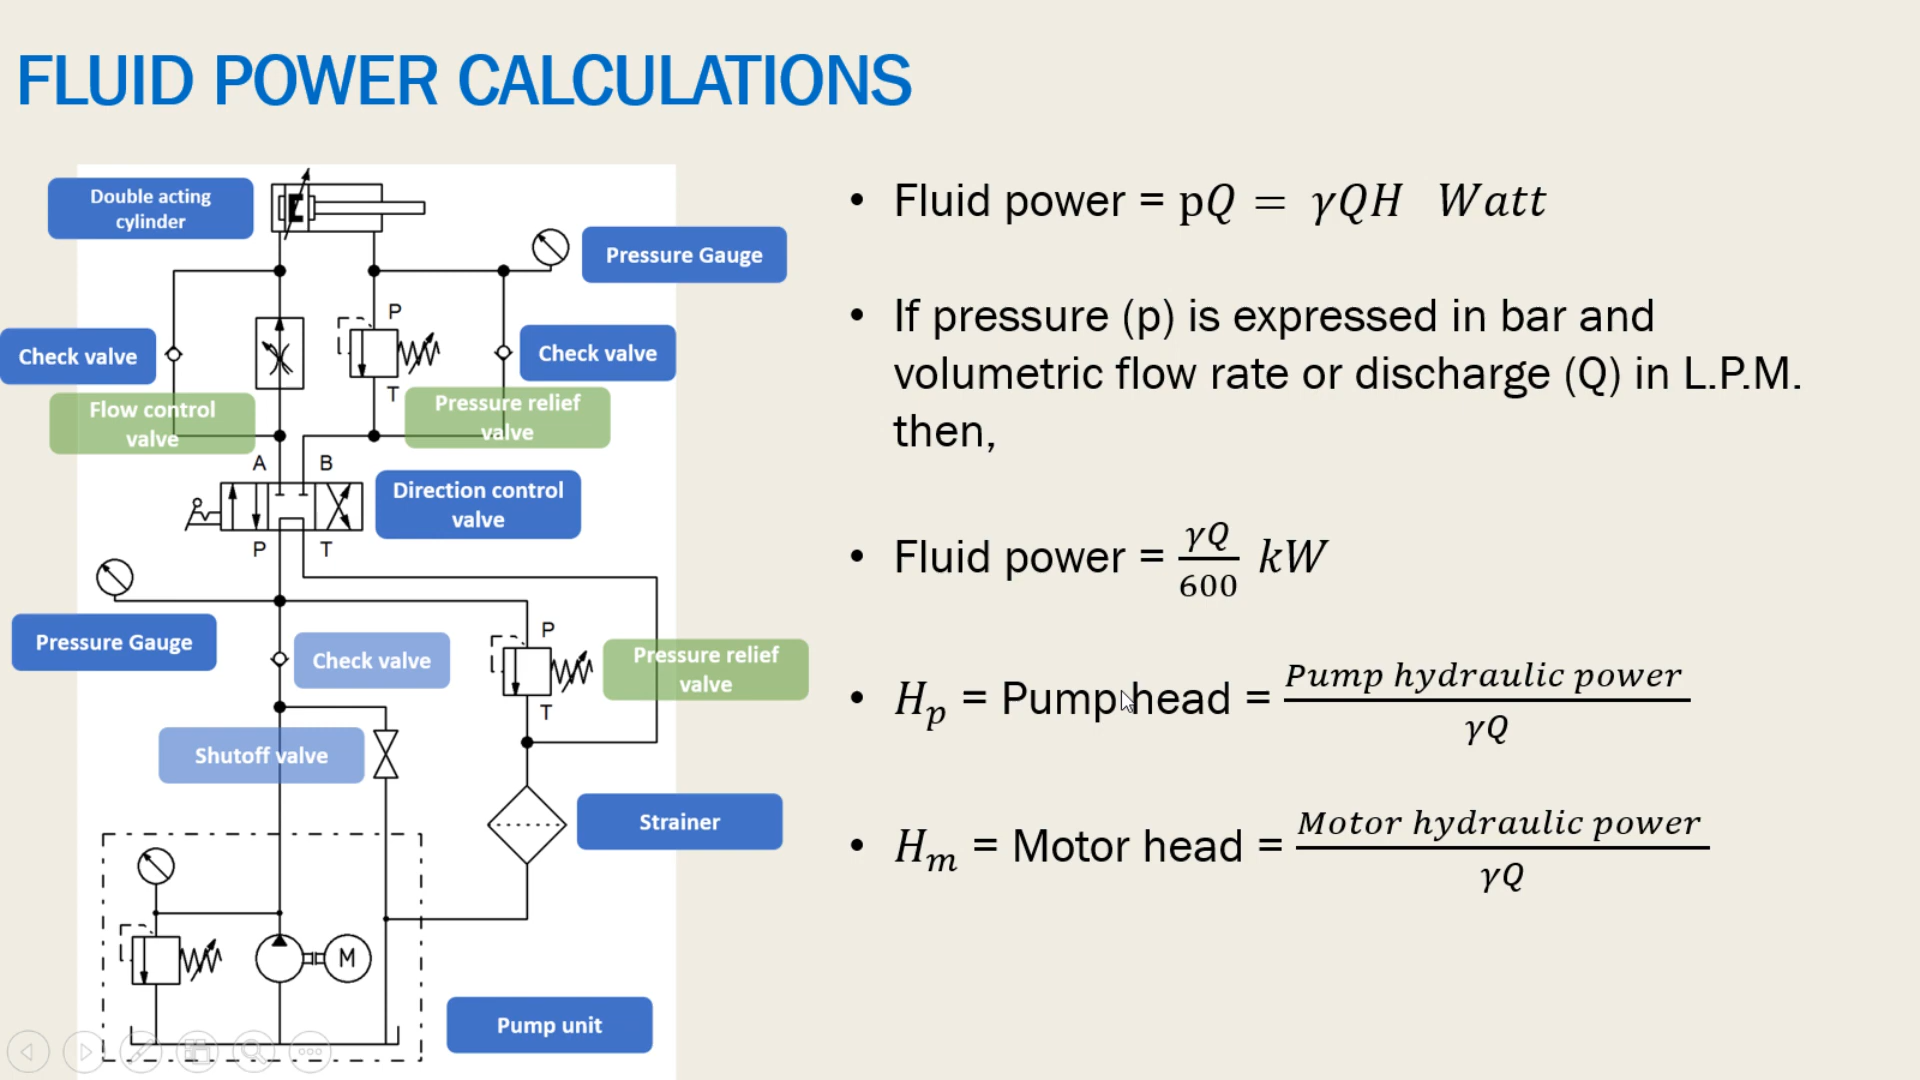 FLUID POWER CALCULATIONS
Double acting
cylinder
Pressure Gauge
P
Check valve
Check valve
T
Flow control
valve
Pressure relief
valve
A B
Direction control
valve
P T
Pressure Gauge
Check valve
P
Pressure relief
valve
T
Shutoff valve
Strainer
M
Pump unit
• Fluid power = pQ = γQH Watt
• If pressure (p) is expressed in bar and
volumetric flow rate or discharge (Q) in L.P.M.
then,
• Fluid power = γQ/600 kW
• H_p = Pump head = Pump hydraulic power/γQ
• H_m = Motor head = Motor hydraulic power/γQ